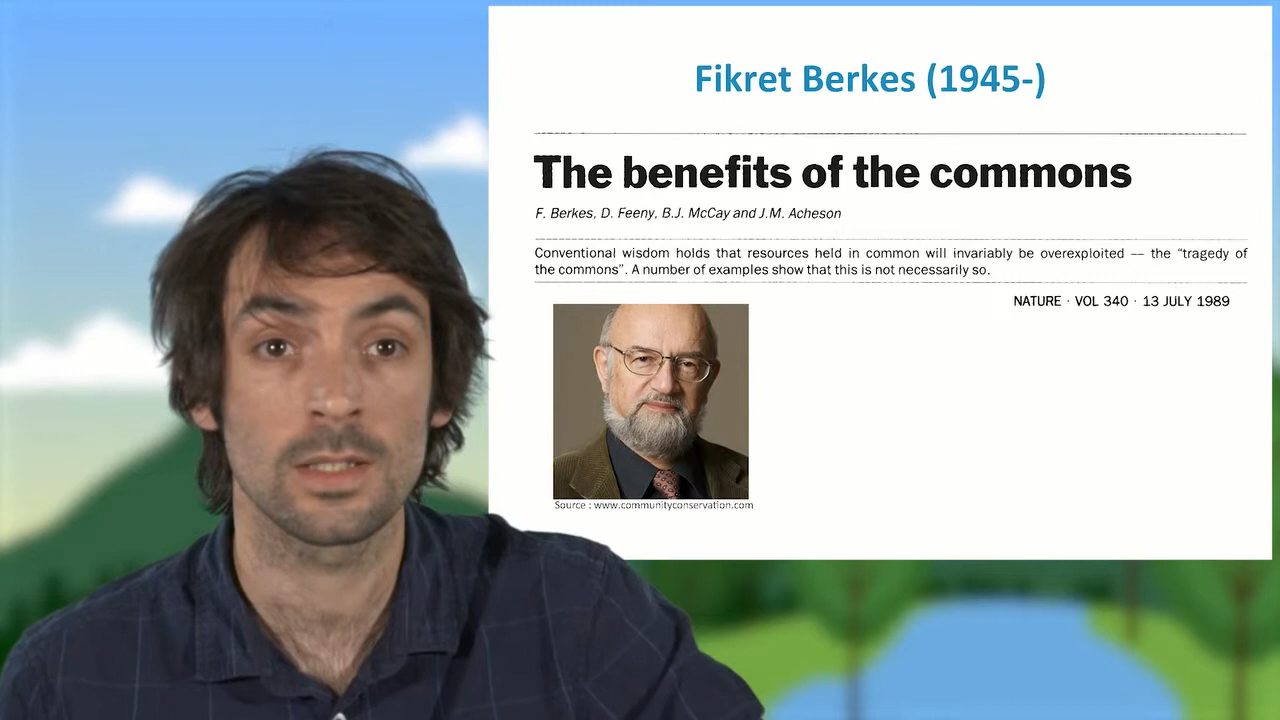 Fikret Berkes (1945-)
The benefits of the commons
F. Berkes, D. Feeny, B.J. McCay and J.M. Acheson
Conventional wisdom holds that resources held in common will invariably be overexploited — the “tragedy of
the commons”. A number of examples show that this is not necessarily so.
NATURE · VOL 340 · 13 JULY 1989
Source : www.communityconservation.com